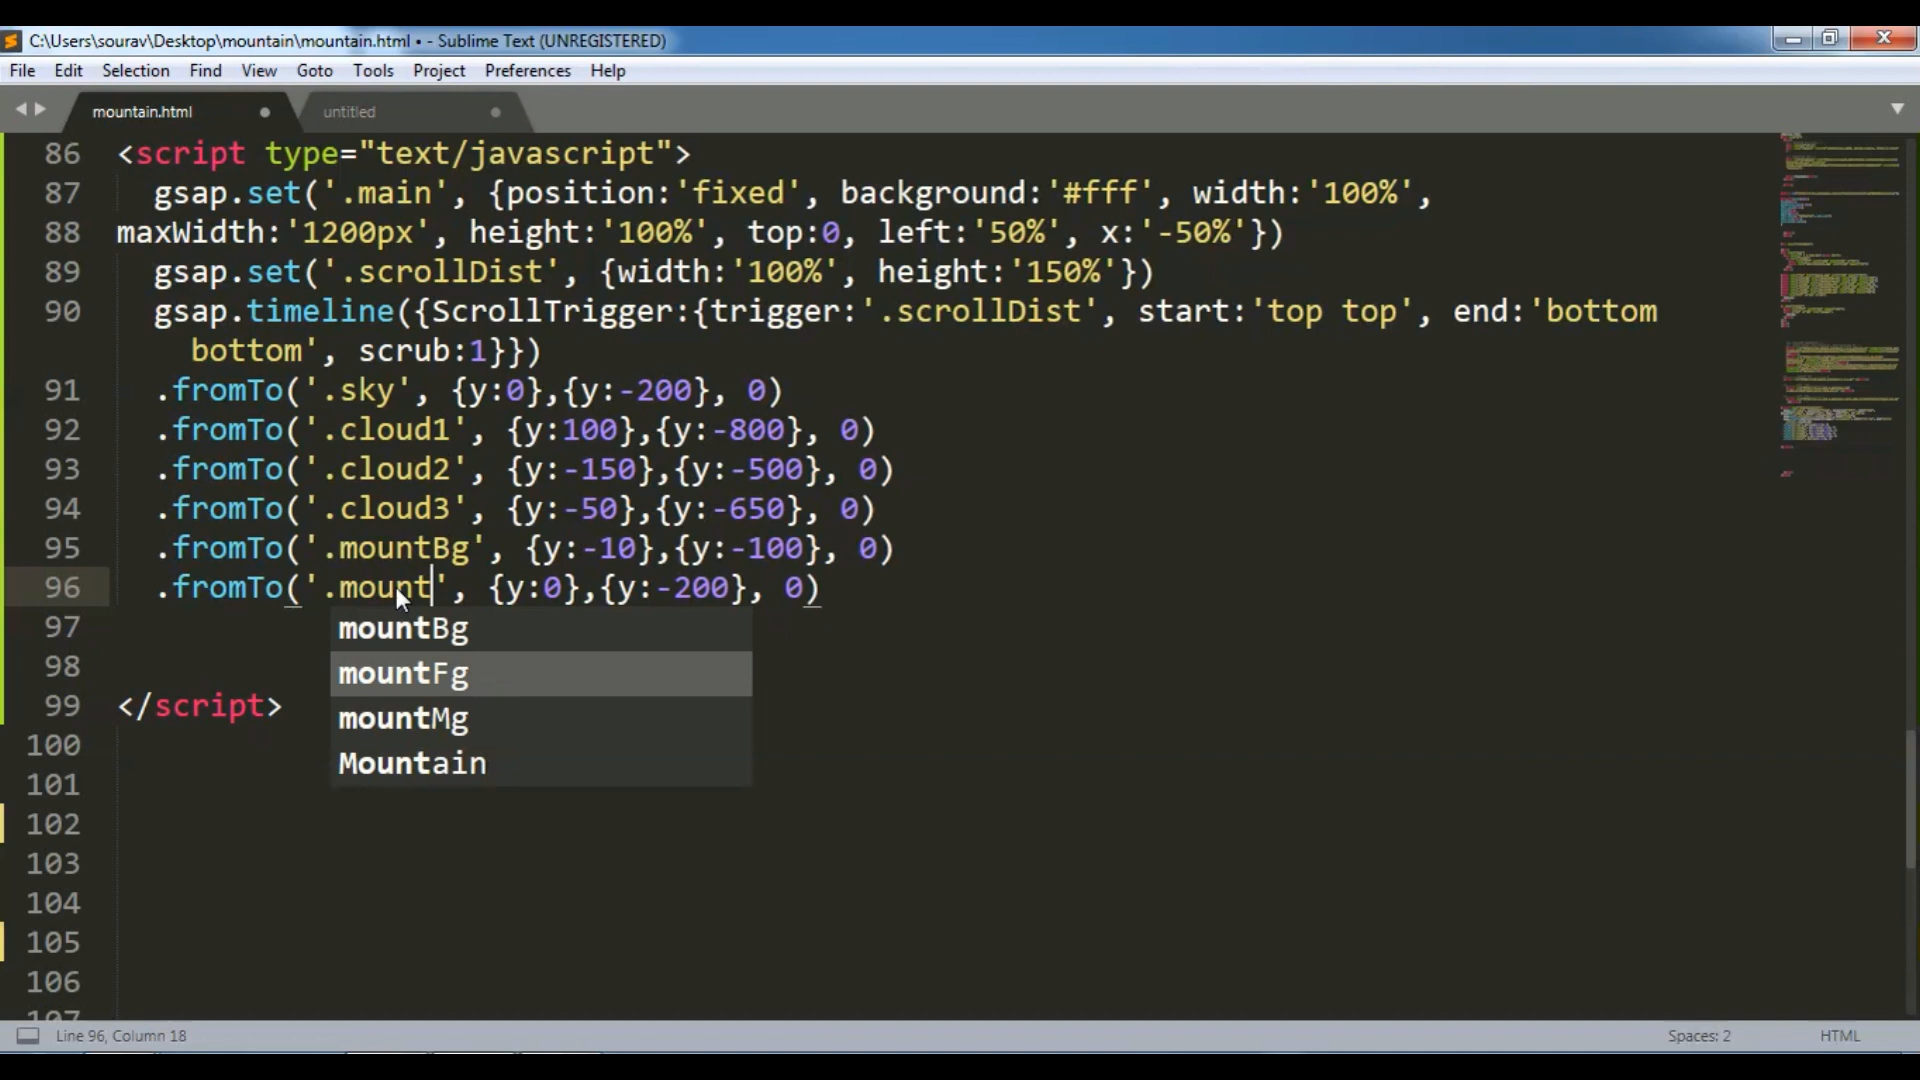 C:\Users\sourav\Desktop\mountain\mountain.html • - Sublime Text (UNREGISTERED)
File Edit Selection Find View Goto Tools Project Preferences Help
mountain.html untitled
86 <script type="text/javascript">
87 gsap.set('.main', {position:'fixed', background:'#fff', width:'100%',
88 maxWidth:'1200px', height:'100%', top:0, left:'50%', x:'-50%'})
89 gsap.set('.scrollDist', {width:'100%', height:'150%'})
90 gsap.timeline({ScrollTrigger:{trigger:'.scrollDist', start:'top top', end:'bottom
bottom', scrub:1}})
91 .fromTo('.sky', {y:0},{y:-200}, 0)
92 .fromTo('.cloud1', {y:100},{y:-800}, 0)
93 .fromTo('.cloud2', {y:-150},{y:-500}, 0)
94 .fromTo('.cloud3', {y:-50},{y:-650}, 0)
95 .fromTo('.mountBg', {y:-10},{y:-100}, 0)
96 .fromTo('.mount', {y:0},{y:-200}, 0)
97 mountBg
98 mountFg
99 </script>
mountMg
100
Mountain
101
102
103
104
105
106
107
Line 96, Column 18 Spaces: 2 HTML